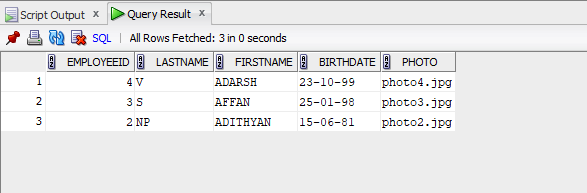 Script Output x Query Result x
SQL | All Rows Fetched: 3 in 0 seconds
EMPLOYEEID LASTNAME FIRSTNAME BIRTHDATE PHOTO
1 4 V ADARSH 23-10-99 photo4.jpg
2 3 S AFFAN 25-01-98 photo3.jpg
3 2 NP ADITHYAN 15-06-81 photo2.jpg